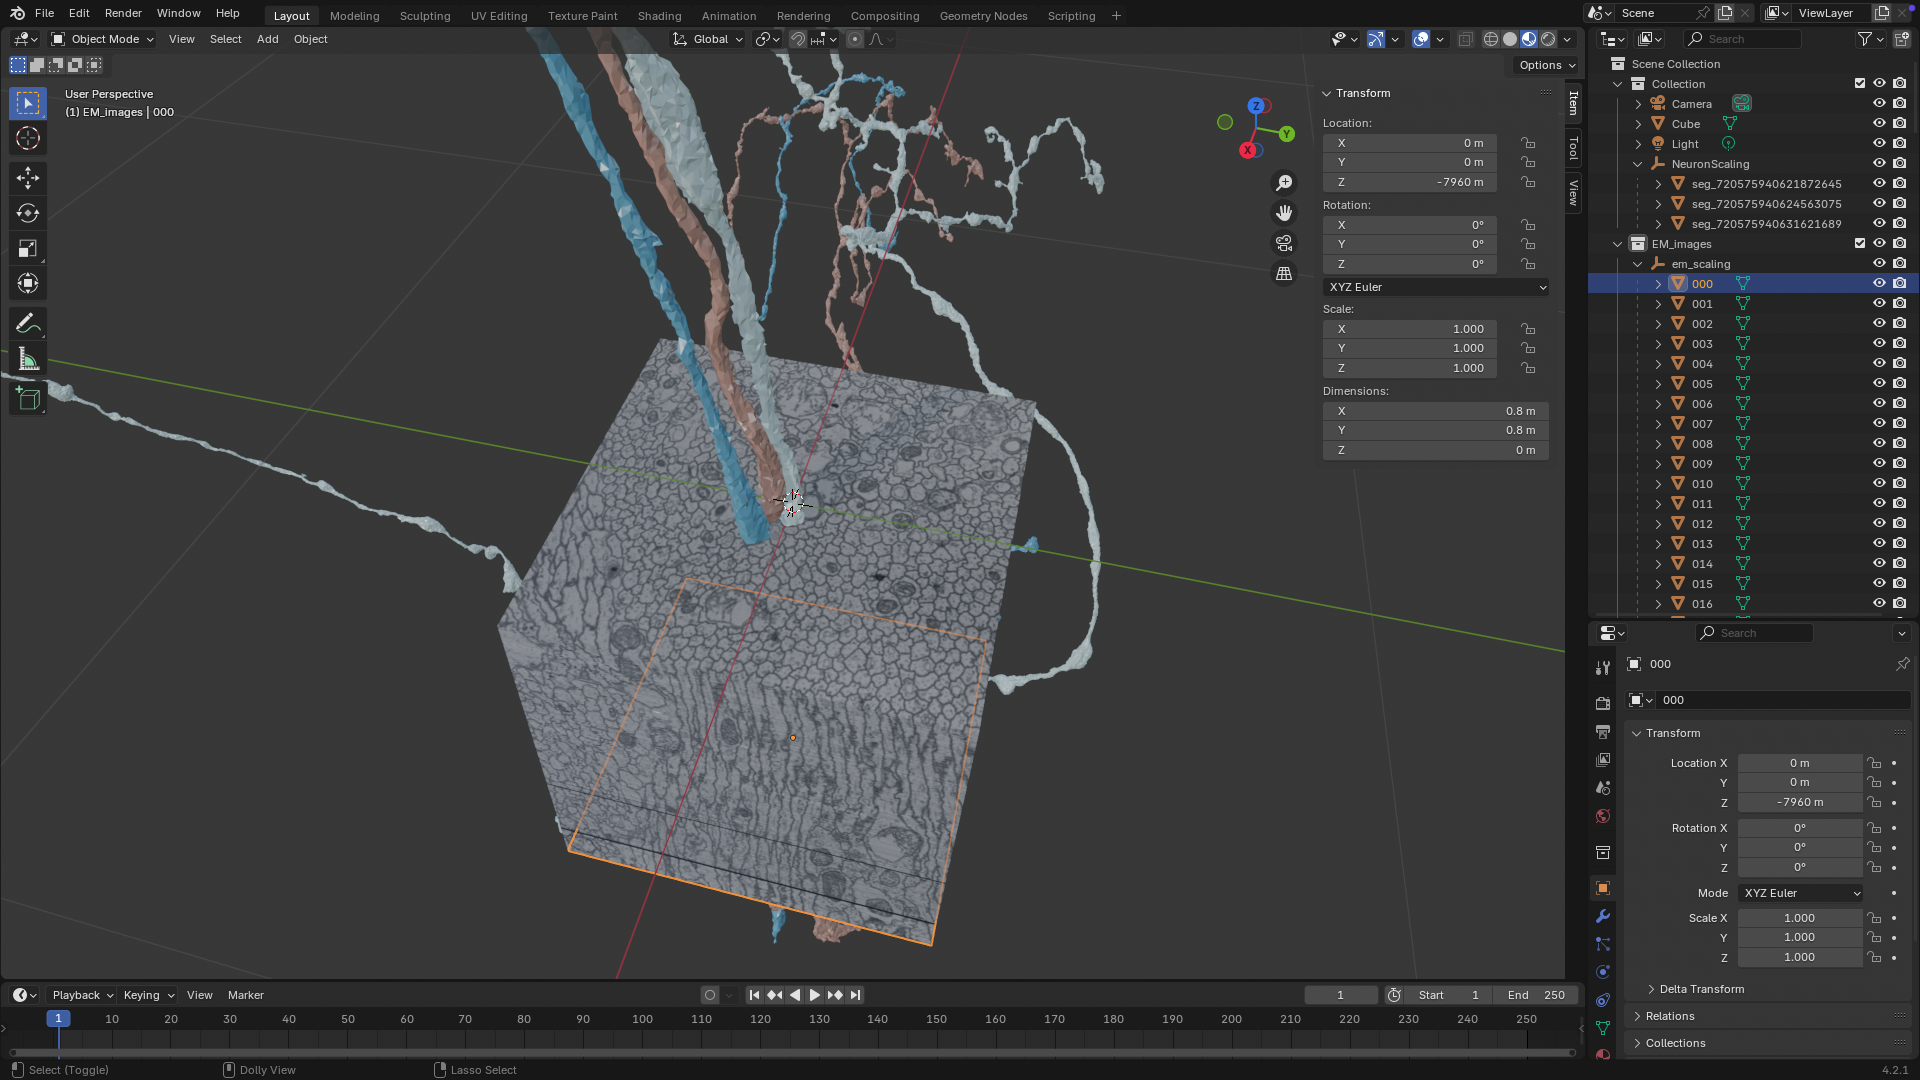 File Edit Render Window Help Layout Modeling Sculpting UV Editing Texture Paint Shading Animation Rendering Compositing Geometry Nodes Scripting + Scene ViewLayer
Object Mode View Select Add Object Global Search
Options
User Perspective
(1) EM_images | 000
Z
Y
X
Item
Tool
View
Transform
Location:
X 0 m
Y 0 m
Z -7960 m
Rotation:
X 0°
Y 0°
Z 0°
XYZ Euler
Scale:
X 1.000
Y 1.000
Z 1.000
Dimensions:
X 0.8 m
Y 0.8 m
Z 0 m
Scene Collection
Collection
Camera
Cube
Light
NeuronScaling
seg_720575940621872645
seg_720575940624563075
seg_720575940631621689
EM_images
em_scaling
000
001
002
003
004
005
006
007
008
009
010
011
012
013
014
015
016
Search
000
000
Transform
Location X 0 m
Y 0 m
Z -7960 m
Rotation X 0°
Y 0°
Z 0°
Mode XYZ Euler
Scale X 1.000
Y 1.000
Z 1.000
Delta Transform
Relations
Collections
Playback Keying View Marker 1 Start 1 End 250
1 10 20 30 40 50 60 70 80 90 100 110 120 130 140 150 160 170 180 190 200 210 220 230 240 250
Select (Toggle) Dolly View Lasso Select 4.2.1